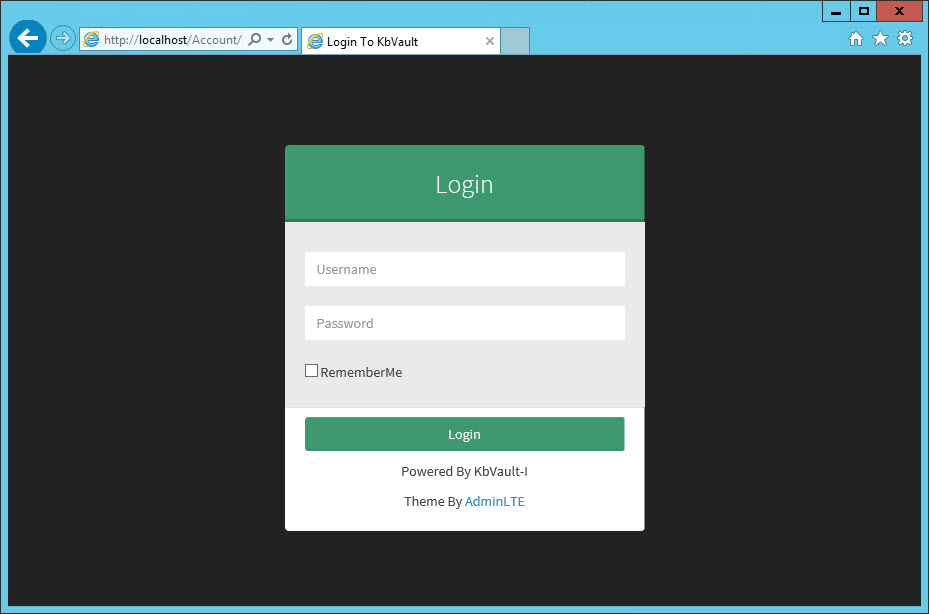 http://localhost/Account/
Login To KbVault
Login
Username
Password
RememberMe
Login
Powered By KbVault-I
Theme By AdminLTE